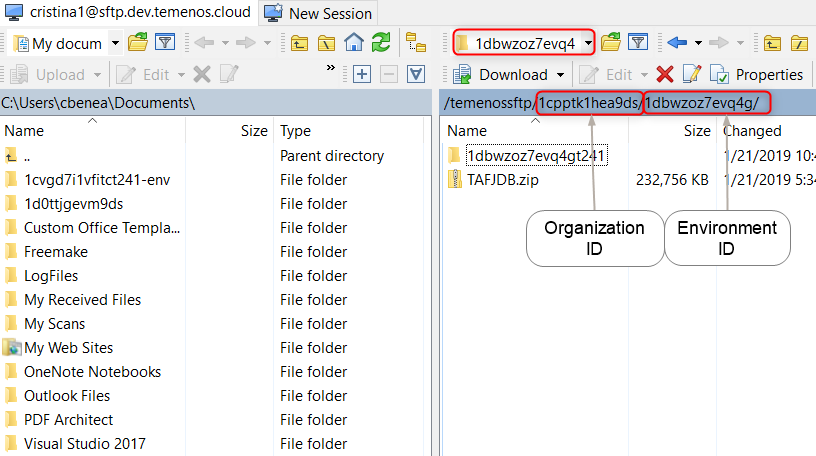 cristina1@sftp.dev.temenos.cloud New Session
My docum 1dbwzoz7evq4
Upload Edit » Download Edit Properties
C:\Users\cbenea\Documents\ /temenossftp/1cpptk1hea9ds/1dbwzoz7evq4g/
Name Size Type Name Size Changed
.. Parent directory 1dbwzoz7evq4gt241 1/21/2019 10:4
1cvgd7i1vfitct241-env File folder TAFJDB.zip 232,756 KB 1/21/2019 5:34
1d0ttjgevm9ds File folder
Custom Office Templa... File folder Organization ID Environment ID
Freemake File folder
LogFiles File folder
My Received Files File folder
My Scans File folder
My Web Sites File folder
OneNote Notebooks File folder
Outlook Files File folder
PDF Architect File folder
Visual Studio 2017 File folder